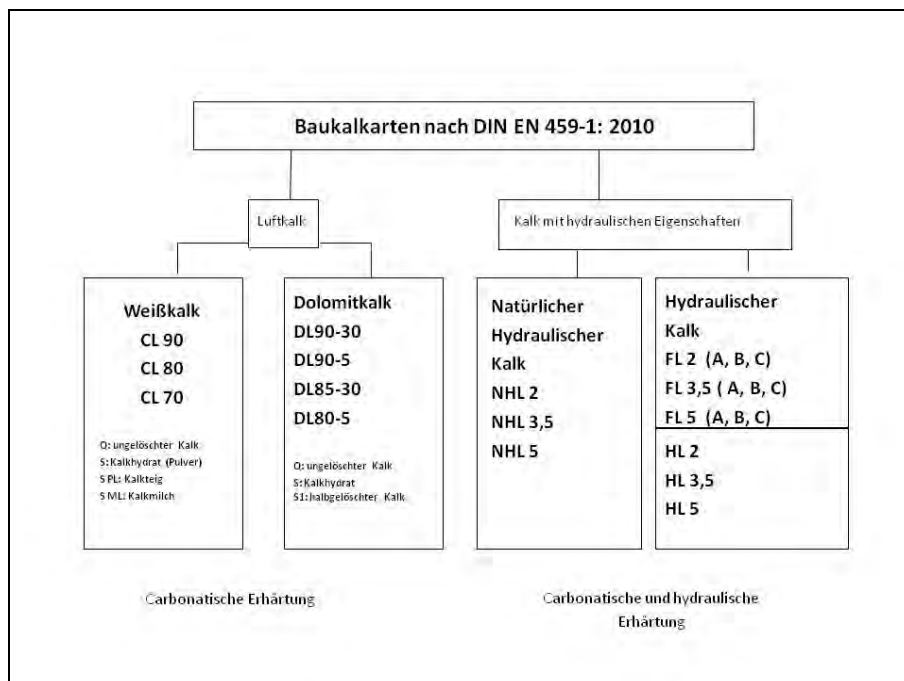 Baukalkarten nach DIN EN 459-1: 2010
Luftkalk
Kalk mit hydraulischen Eigenschaften
Weißkalk
CL 90
CL 80
CL 70
Q: ungelöschter Kalk
S: Kalkhydrat (Pulver)
S PL: Kalkteig
S ML: Kalkmilch
Dolomitkalk
DL90-30
DL90-5
DL85-30
DL80-5
Q: ungelöschter Kalk
S: Kalkhydrat
S1: halbgelöschter Kalk
Natürlicher
Hydraulischer
Kalk
NHL 2
NHL 3,5
NHL 5
Hydraulischer
Kalk
FL 2 (A, B, C)
FL 3,5 ( A, B, C)
FL 5 (A, B, C)
HL 2
HL 3,5
HL 5
Carbonatische Erhärtung
Carbonatische und hydraulische
Erhärtung